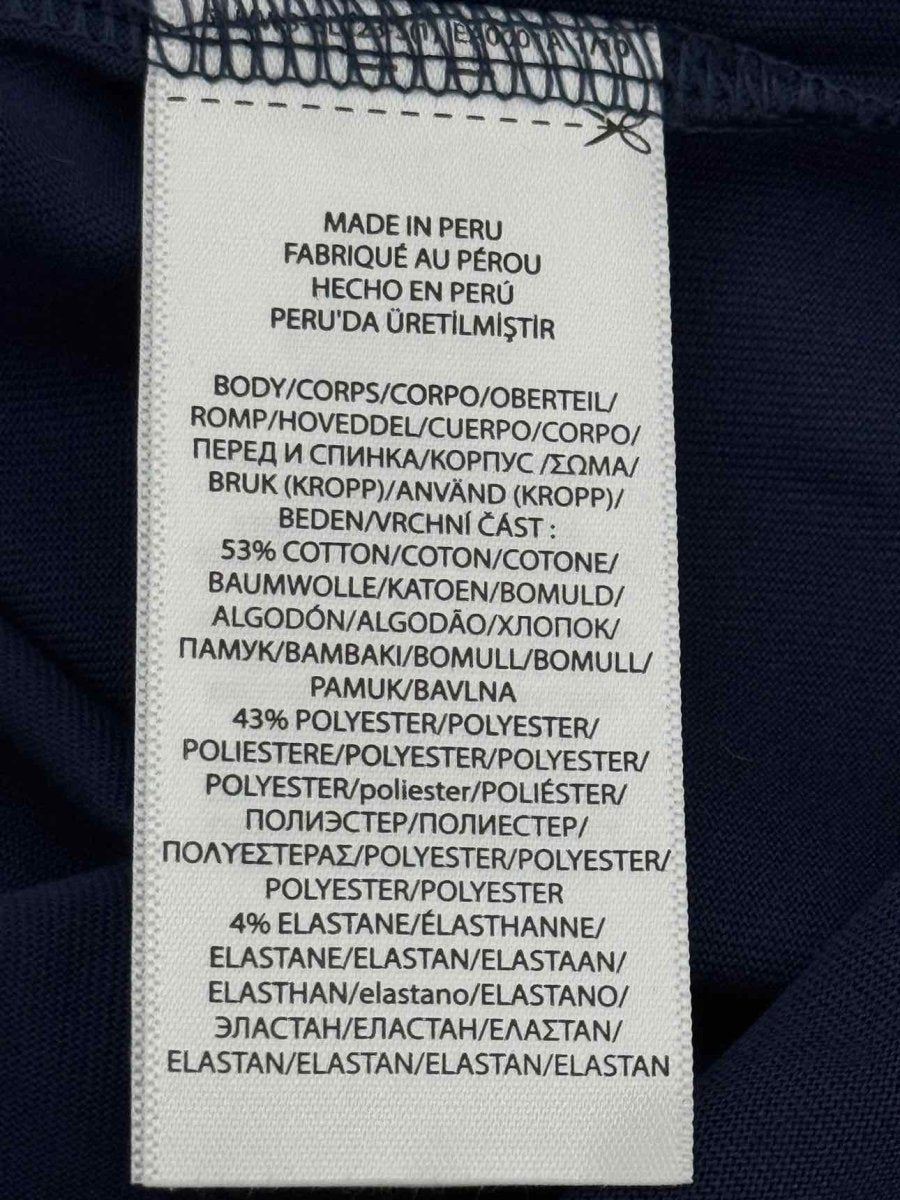 MADE IN PERU
FABRIQUÉ AU PÉROU
HECHO EN PERÚ
PERU'DA ÜRETİLMİŞTİR
BODY/CORPS/CORPO/OBERTEIL/
ROMP/HOVEDDEL/CUERPO/CORPO/
ПЕРЕД И СПИНКА/КОРПУС /ΣΩΜΑ/
BRUK (KROPP)/ANVÄND (KROPP)/
BEDEN/VRCHNÍ ČÁST :
53% COTTON/COTON/COTONE/
BAUMWOLLE/KATOEN/BOMULD/
ALGODÓN/ALGODÃO/ХЛОПОК/
ПАМУК/ΒΑΜΒΑΚΙ/BOMULL/BOMULL/
PAMUK/BAVLNA
43% POLYESTER/POLYESTER/
POLIESTERE/POLYESTER/POLYESTER/
POLYESTER/poliester/POLIÉSTER/
ПОЛИЭСТЕР/ПОЛИЕСТЕР/
ΠΟΛΥΕΣΤΕΡΑΣ/POLYESTER/POLYESTER/
POLYESTER/POLYESTER
4% ELASTANE/ÉLASTHANNE/
ELASTANE/ELASTAN/ELASTAAN/
ELASTHAN/elastano/ELASTANO/
ЭЛАСТАН/ЕЛАСТАН/ΕΛΑΣΤΑΝ/
ELASTAN/ELASTAN/ELASTAN/ELASTAN